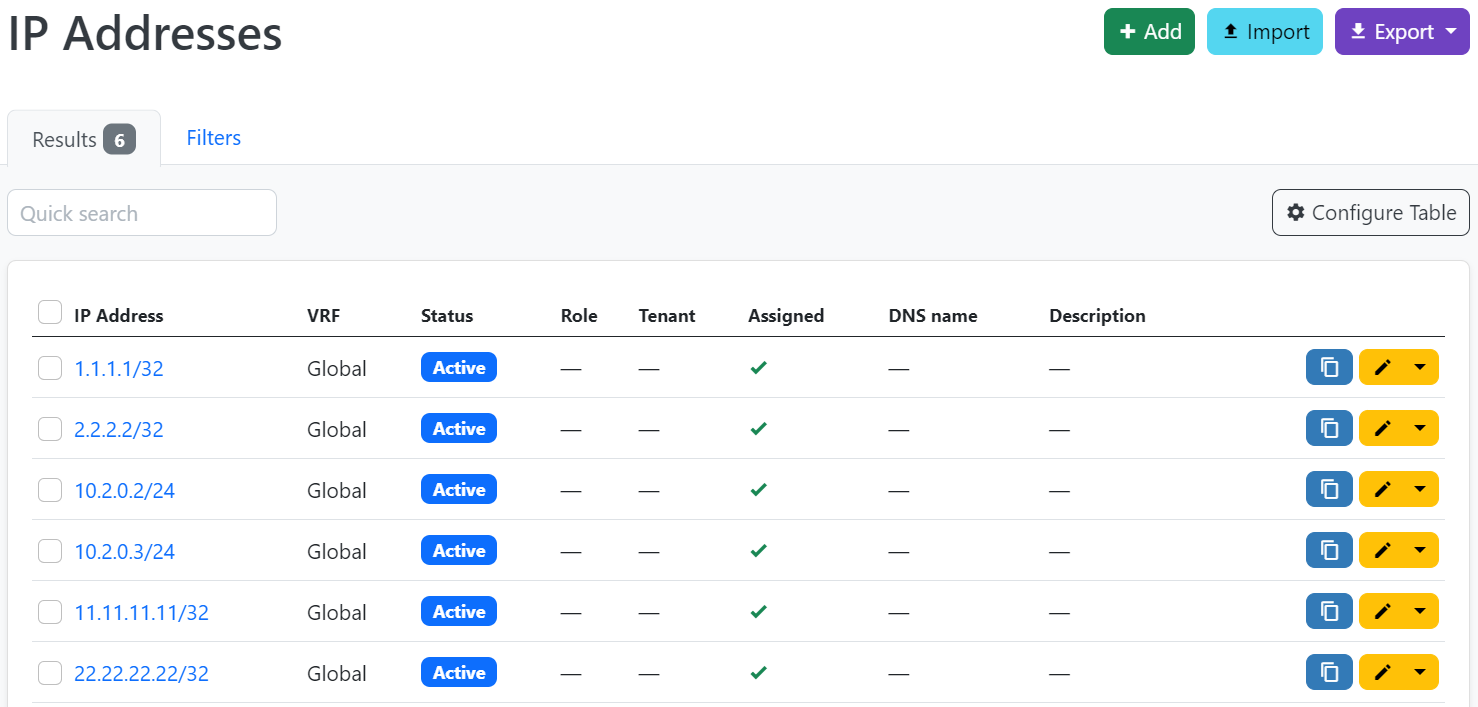 IP Addresses
Add Import Export
Results 6 Filters
Quick search
Configure Table
IP Address VRF Status Role Tenant Assigned DNS name Description
1.1.1.1/32 Global Active — — — —
2.2.2.2/32 Global Active — — — —
10.2.0.2/24 Global Active — — — —
10.2.0.3/24 Global Active — — — —
11.11.11.11/32 Global Active — — — —
22.22.22.22/32 Global Active — — — —